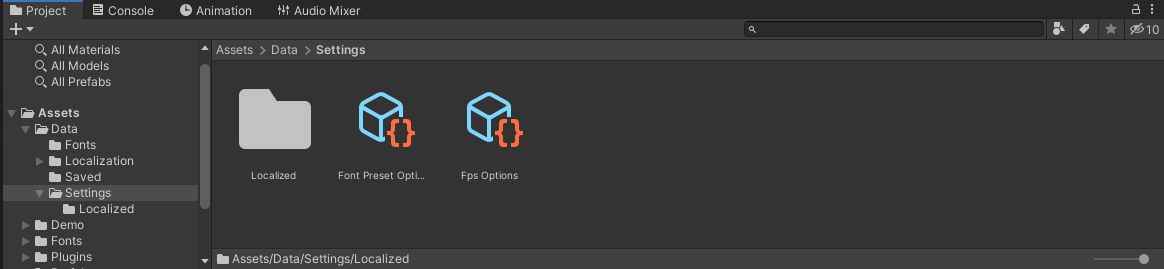 Project Console Animation Audio Mixer
10
All Materials
All Models
All Prefabs
Assets
Data
Fonts
Localization
Saved
Settings
Localized
Demo
Fonts
Plugins
Assets > Data > Settings
Localized
Font Preset Opti...
Fps Options
Assets/Data/Settings/Localized